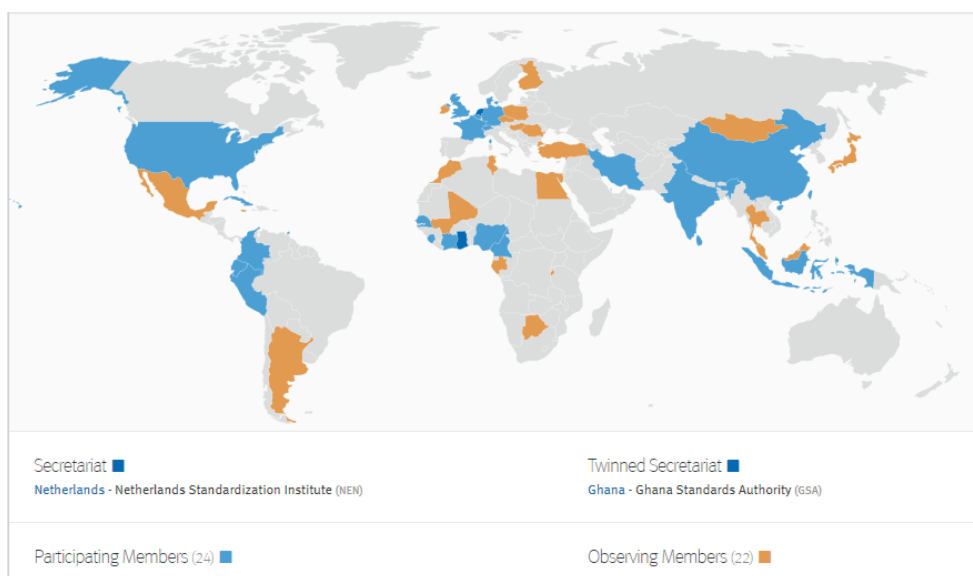 Secretariat
Twinned Secretariat
Netherlands - Netherlands Standardization Institute (NEN)
Ghana - Ghana Standards Authority (GSA)
Participating Members (24)
Observing Members (22)